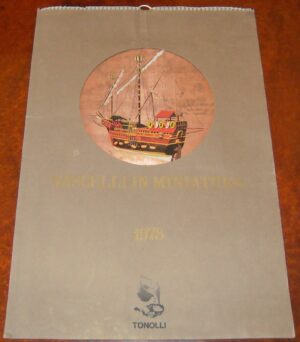 VASCELLI IN MINIATURA
1978
TONOLLI